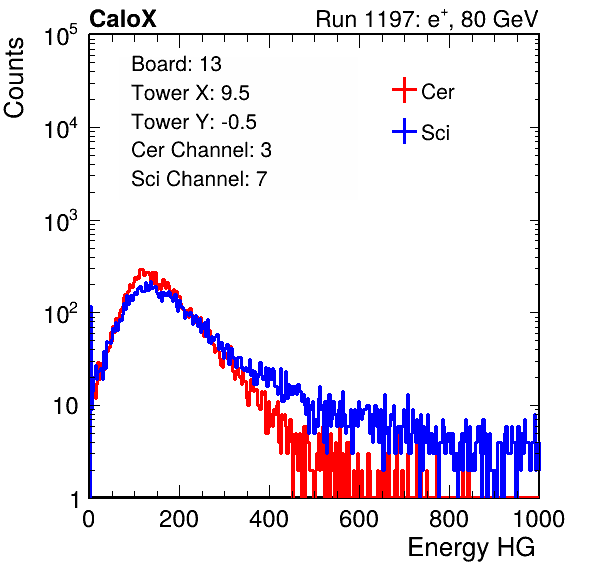 CaloX Run 1197: e⁺, 80 GeV
Counts
10⁵
10⁴
10³
10²
10
1
Board: 13
Tower X: 9.5
Tower Y: -0.5
Cer Channel: 3
Sci Channel: 7
Cer
Sci
0 200 400 600 800 1000
Energy HG